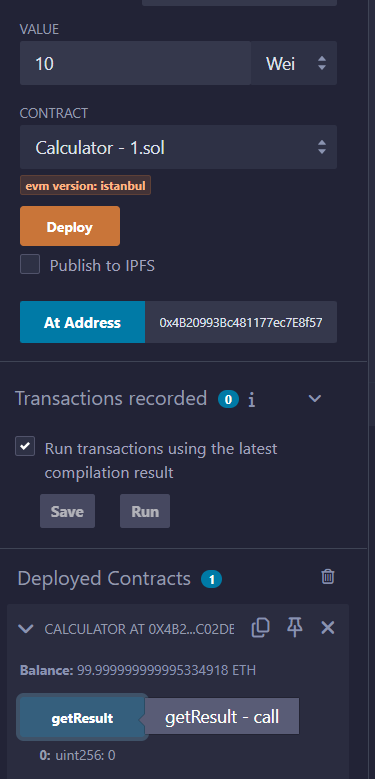 VALUE
10 Wei
CONTRACT
Calculator - 1.sol
evm version: istanbul
Deploy
Publish to IPFS
At Address 0x4B20993Bc481177ec7E8f57
Transactions recorded 0 i
Run transactions using the latest
compilation result
Save Run
Deployed Contracts 1
CALCULATOR AT 0X4B2...C02DB
Balance: 99.999999999995334918 ETH
getResult getResult - call
0: uint256: 0